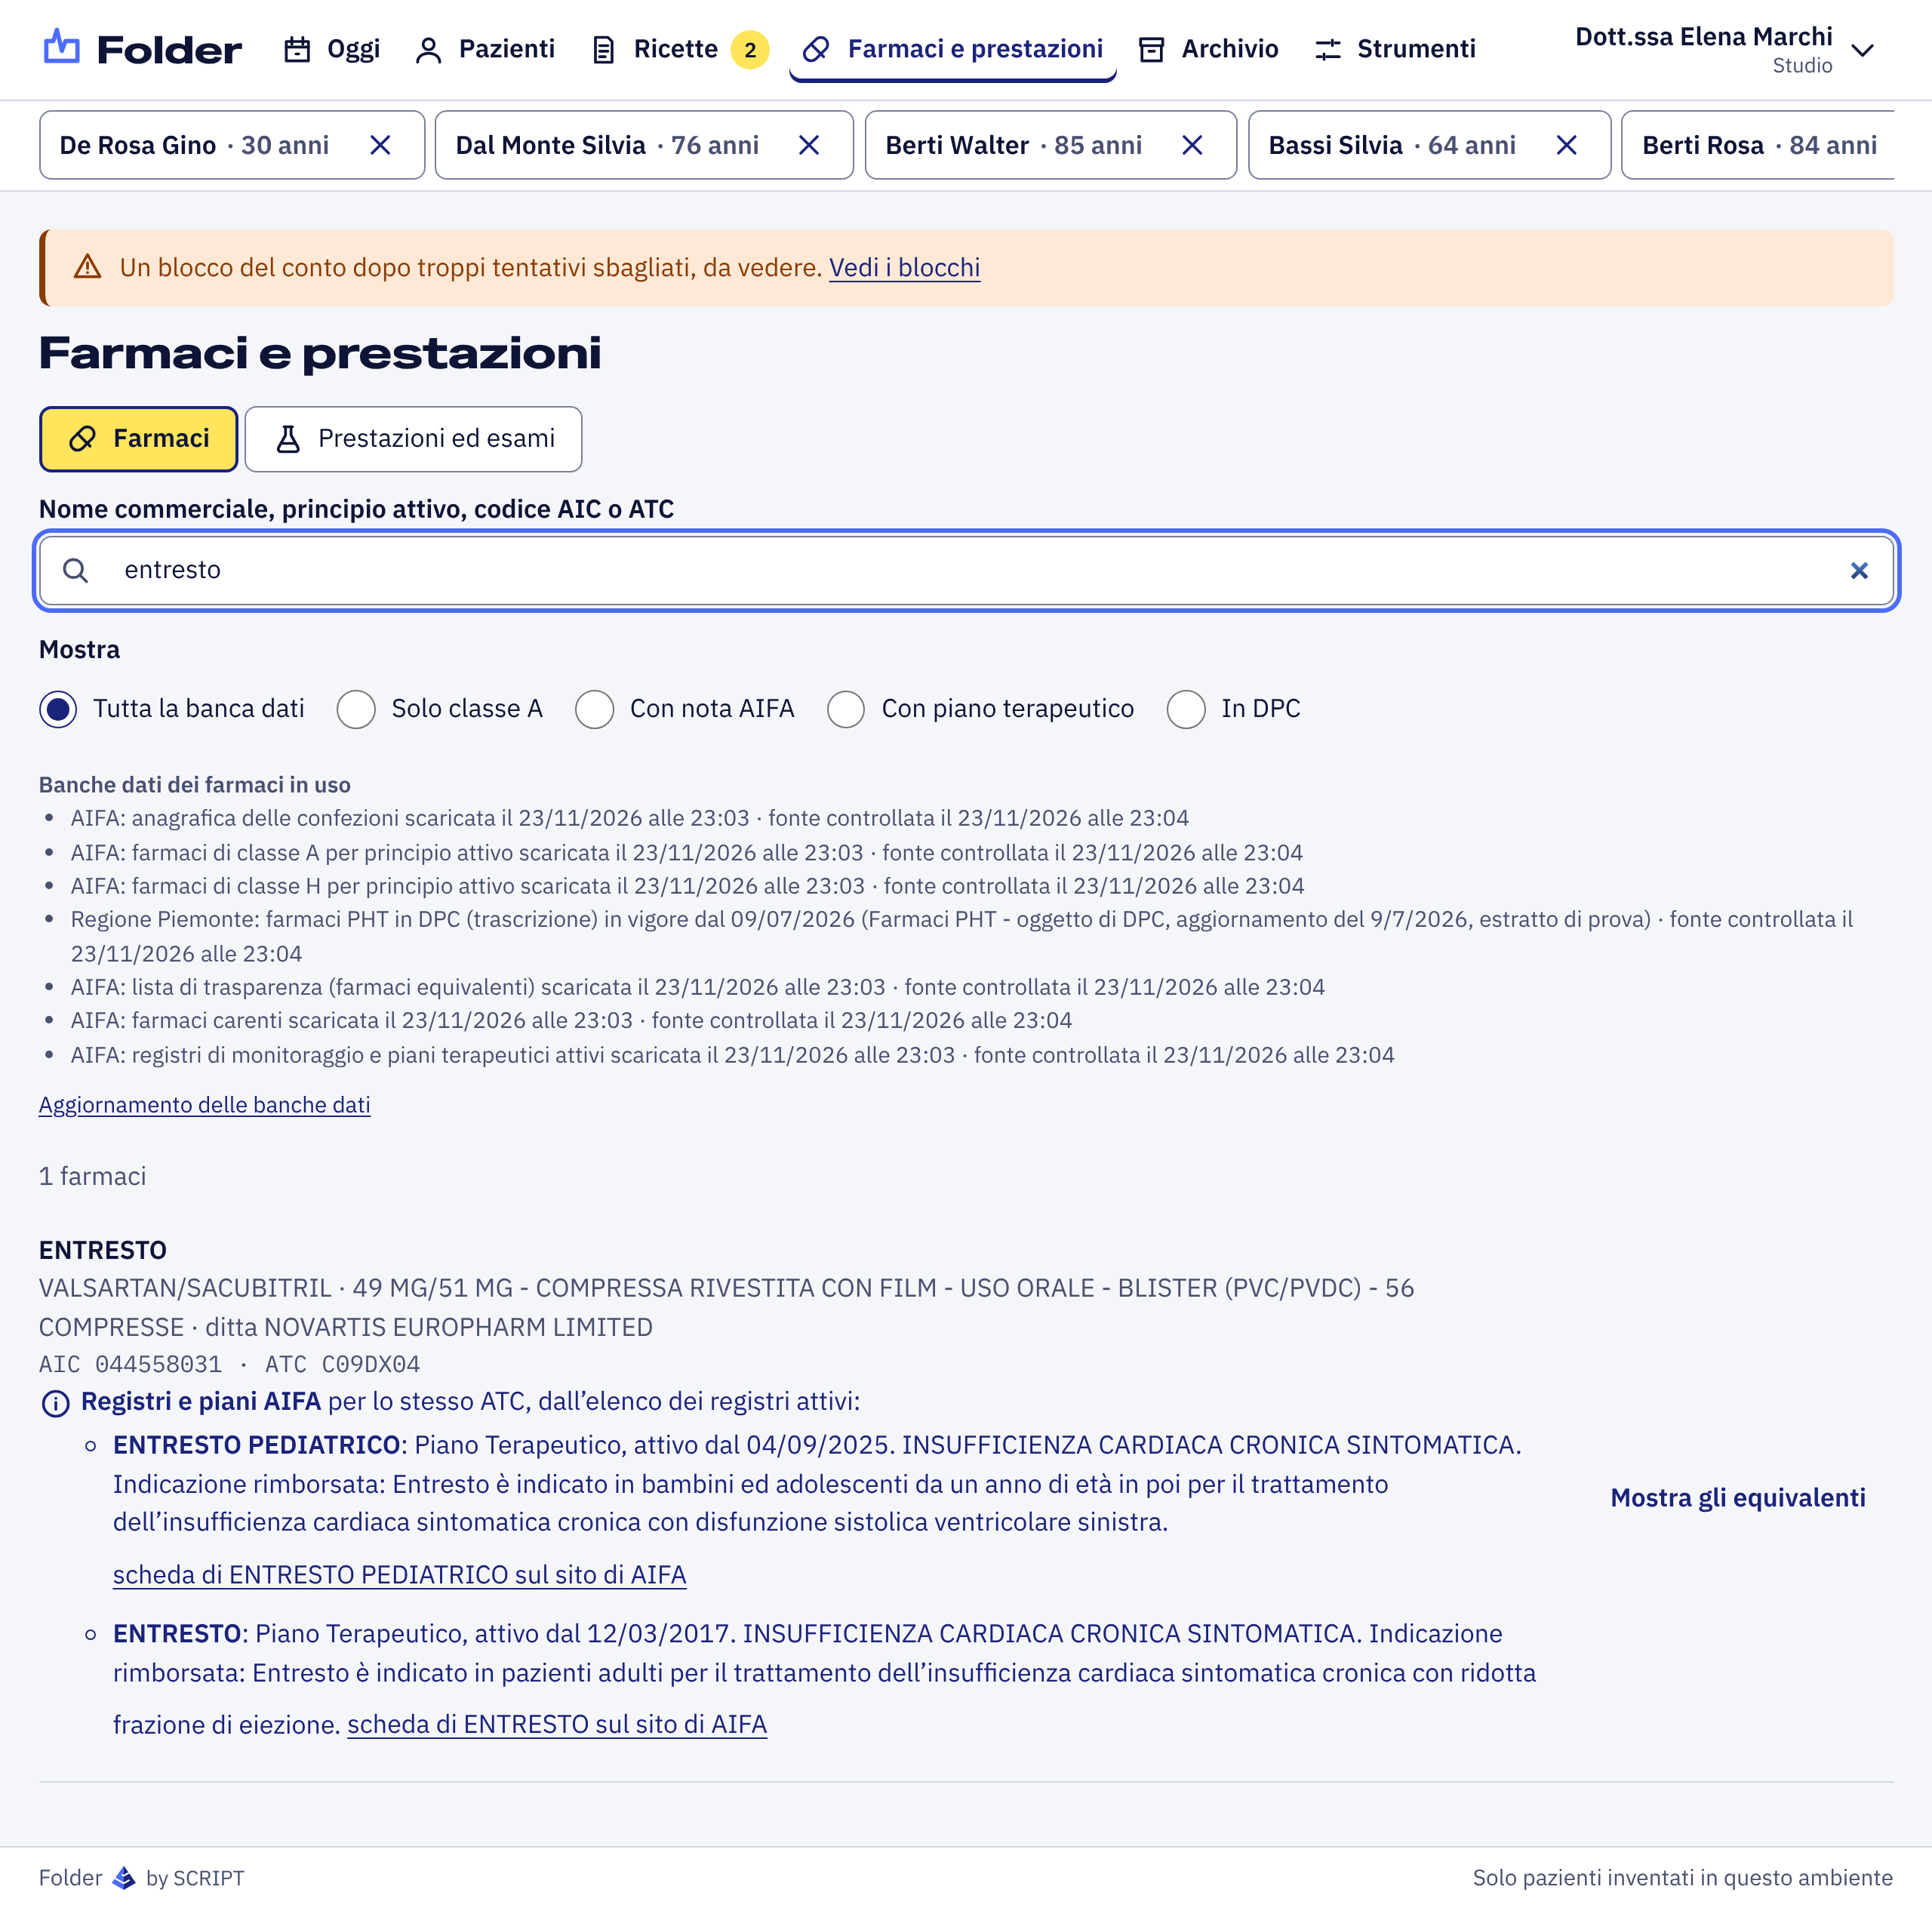 Folder
Oggi
Pazienti
Ricette
2
Farmaci e prestazioni
Archivio
Strumenti
Dott.ssa Elena Marchi
Studio
De Rosa Gino · 30 anni
Dal Monte Silvia · 76 anni
Berti Walter · 85 anni
Bassi Silvia · 64 anni
Berti Rosa · 84 anni
Un blocco del conto dopo troppi tentativi sbagliati, da vedere. Vedi i blocchi
Farmaci e prestazioni
Farmaci
Prestazioni ed esami
Nome commerciale, principio attivo, codice AIC o ATC
entresto
Mostra
Tutta la banca dati
Solo classe A
Con nota AIFA
Con piano terapeutico
In DPC
Banche dati dei farmaci in uso
• AIFA: anagrafica delle confezioni scaricata il 23/11/2026 alle 23:03 · fonte controllata il 23/11/2026 alle 23:04
• AIFA: farmaci di classe A per principio attivo scaricata il 23/11/2026 alle 23:03 · fonte controllata il 23/11/2026 alle 23:04
• AIFA: farmaci di classe H per principio attivo scaricata il 23/11/2026 alle 23:03 · fonte controllata il 23/11/2026 alle 23:04
• Regione Piemonte: farmaci PHT in DPC (trascrizione) in vigore dal 09/07/2026 (Farmaci PHT - oggetto di DPC, aggiornamento del 9/7/2026, estratto di prova) · fonte controllata il
23/11/2026 alle 23:04
• AIFA: lista di trasparenza (farmaci equivalenti) scaricata il 23/11/2026 alle 23:03 · fonte controllata il 23/11/2026 alle 23:04
• AIFA: farmaci carenti scaricata il 23/11/2026 alle 23:03 · fonte controllata il 23/11/2026 alle 23:04
• AIFA: registri di monitoraggio e piani terapeutici attivi scaricata il 23/11/2026 alle 23:03 · fonte controllata il 23/11/2026 alle 23:04
Aggiornamento delle banche dati
1 farmaci
ENTRESTO
VALSARTAN/SACUBITRIL · 49 MG/51 MG - COMPRESSA RIVESTITA CON FILM - USO ORALE - BLISTER (PVC/PVDC) - 56
COMPRESSE · ditta NOVARTIS EUROPHARM LIMITED
AIC 044558031 · ATC C09DX04
Registri e piani AIFA per lo stesso ATC, dall’elenco dei registri attivi:
ENTRESTO PEDIATRICO: Piano Terapeutico, attivo dal 04/09/2025. INSUFFICIENZA CARDIACA CRONICA SINTOMATICA.
Indicazione rimborsata: Entresto è indicato in bambini ed adolescenti da un anno di età in poi per il trattamento
dell’insufficienza cardiaca sintomatica cronica con disfunzione sistolica ventricolare sinistra.
scheda di ENTRESTO PEDIATRICO sul sito di AIFA
Mostra gli equivalenti
ENTRESTO: Piano Terapeutico, attivo dal 12/03/2017. INSUFFICIENZA CARDIACA CRONICA SINTOMATICA. Indicazione
rimborsata: Entresto è indicato in pazienti adulti per il trattamento dell’insufficienza cardiaca sintomatica cronica con ridotta
frazione di eiezione. scheda di ENTRESTO sul sito di AIFA
Folder by SCRIPT
Solo pazienti inventati in questo ambiente